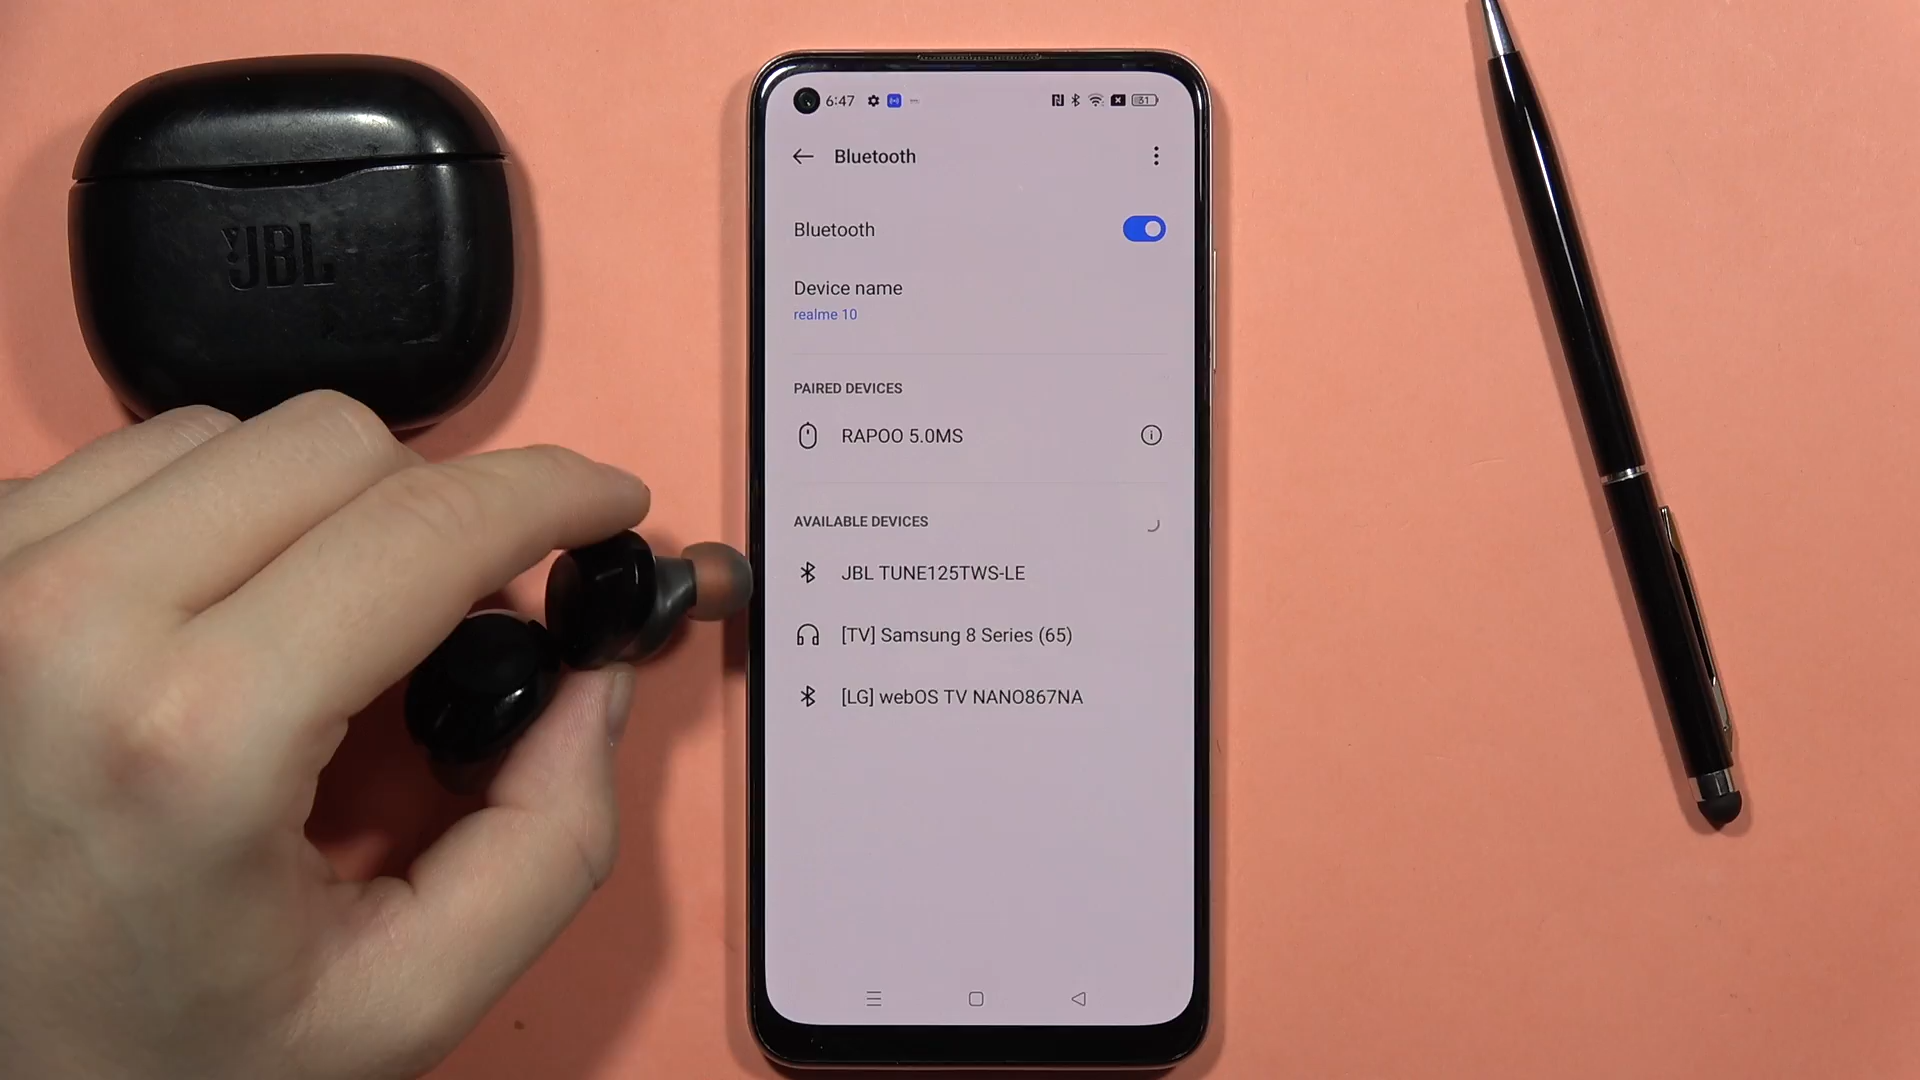 JBL
6:47
31
Bluetooth
Bluetooth
Device name
realme 10
PAIRED DEVICES
RAPOO 5.0MS
AVAILABLE DEVICES
JBL TUNE125TWS-LE
[TV] Samsung 8 Series (65)
[LG] webOS TV NANO867NA